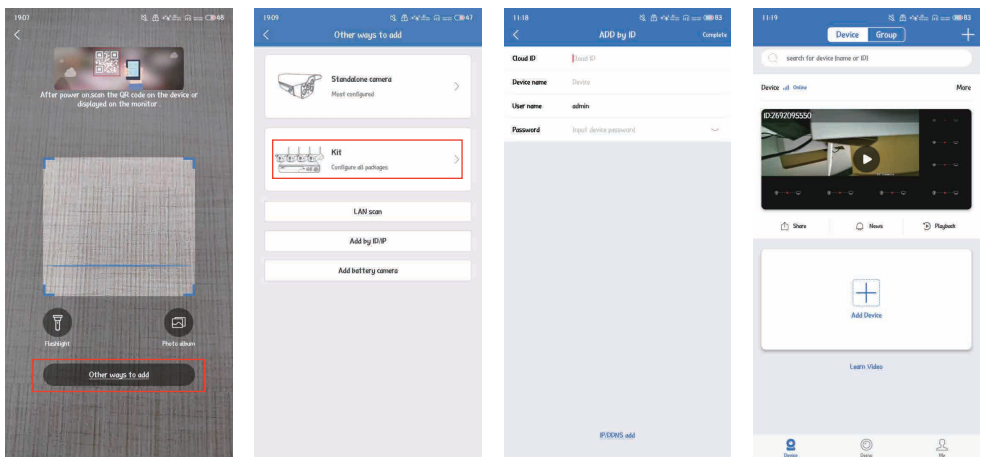 19:07
48
After power on,scan the QR code on the device or
displayed on the monitor .
Flashlight
Photo album
Other ways to add
19:09
47
Other ways to add
Standalone camera
Most configured
Kit
Configure all packages
LAN scan
Add by ID/IP
Add battery camera
11:18
83
ADD by ID
Complete
Cloud ID
Cloud ID
Device name
Device
User name
admin
Password
Input device password
IP/DDNS add
11:19
83
Device
Group
search for device (name or ID)
Device
Online
More
ID:2692095550
Share
News
Playback
Add Device
Learn Video
Device
Me